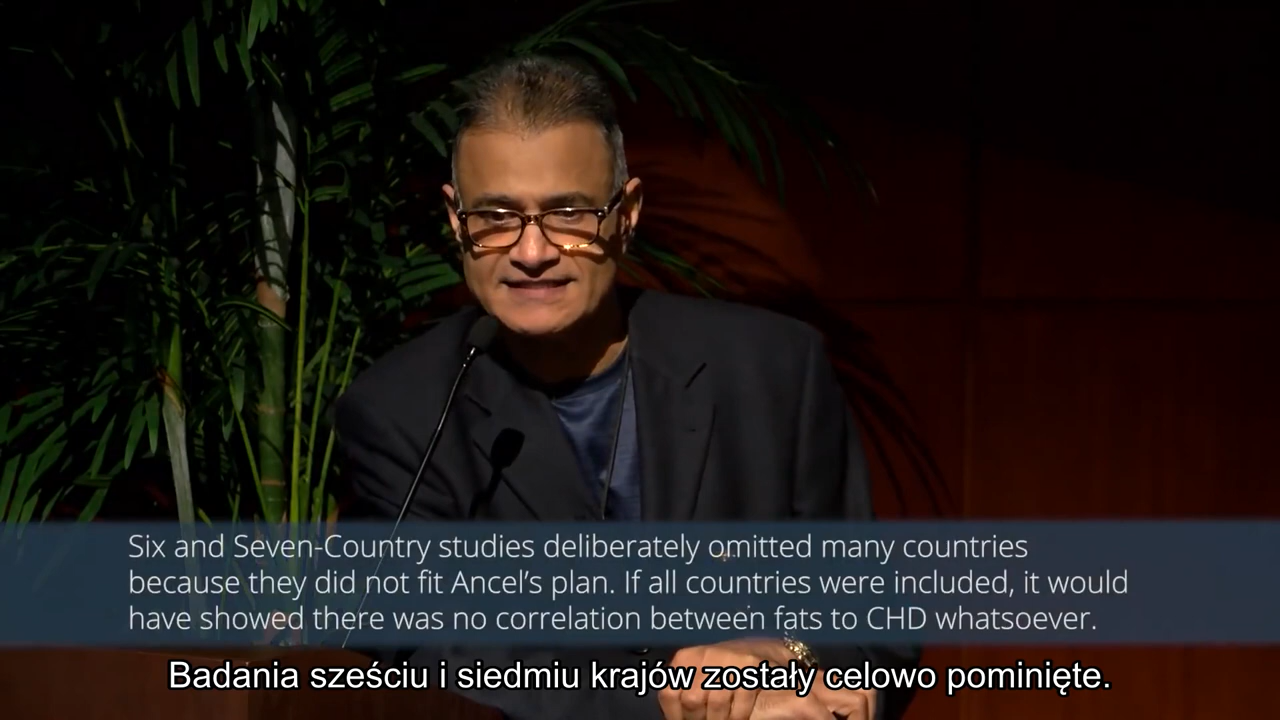 Six and Seven-Country studies deliberately omitted many countries
because they did not fit Ancel’s plan. If all countries were included, it would
have showed there was no correlation between fats to CHD whatsoever.
Badania sześciu i siedmiu krajów zostały celowo pominięte.